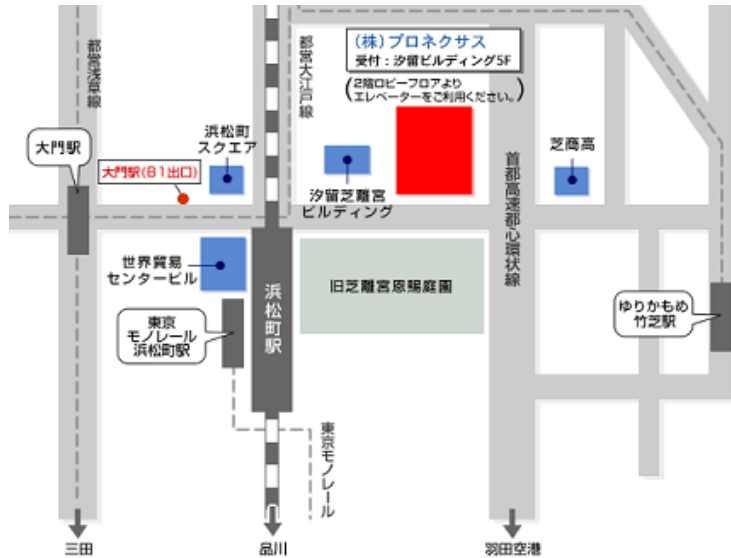 (株)プロネクサス
受付：汐留ビルディング5F
(2階ロビーフロアより
エレベーターをご利用ください。)
都営浅草線
都営大江戸線
大門駅
浜松町
スクエア
大門駅(B1出口)
汐留芝離宮
ビルディング
首都高速都心環状線
芝商高
世界貿易
センタービル
浜松町駅
旧芝離宮恩賜庭園
東京
モノレール
浜松町駅
ゆりかもめ
竹芝駅
東京モノレール
三田
品川
羽田空港